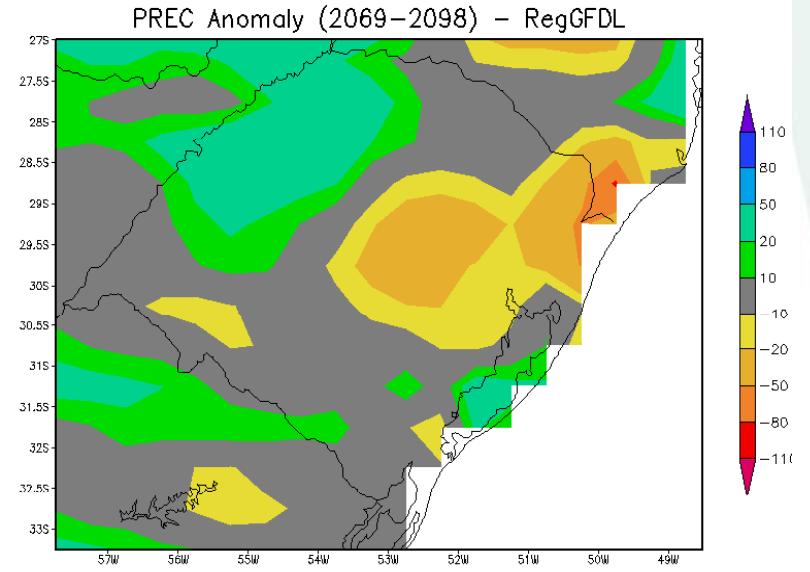 PREC Anomaly (2069−2098) − RegGFDL
27S
27.5S
28S
28.5S
29S
29.5S
30S
30.5S
31S
31.5S
32S
32.5S
33S
57W 56W 55W 54W 53W 52W 51W 50W 49W
110
80
50
20
10
−10
−20
−50
−80
−110